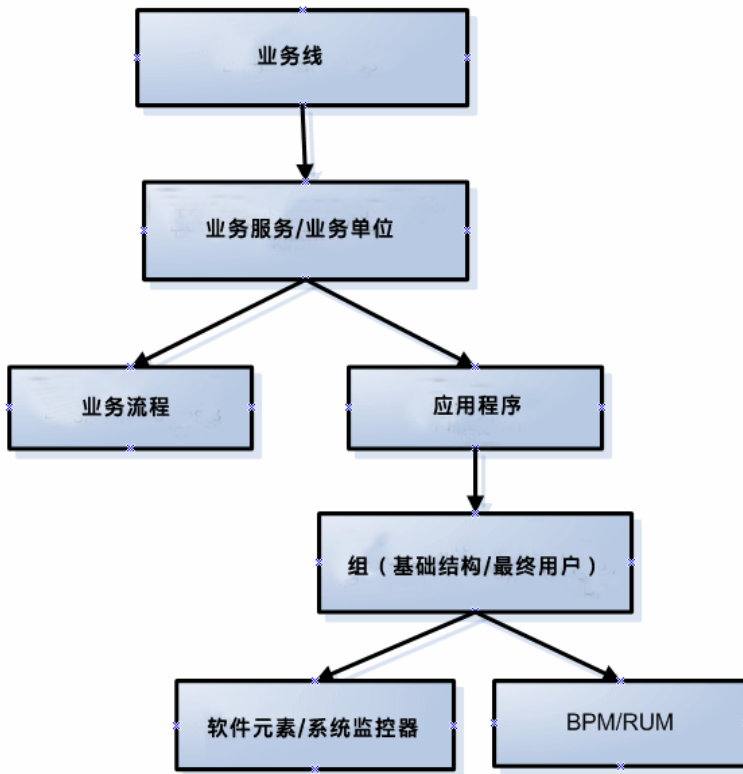 业务线
业务服务/业务单位
业务流程
应用程序
组（基础结构/最终用户）
软件元素/系统监控器
BPM/RUM